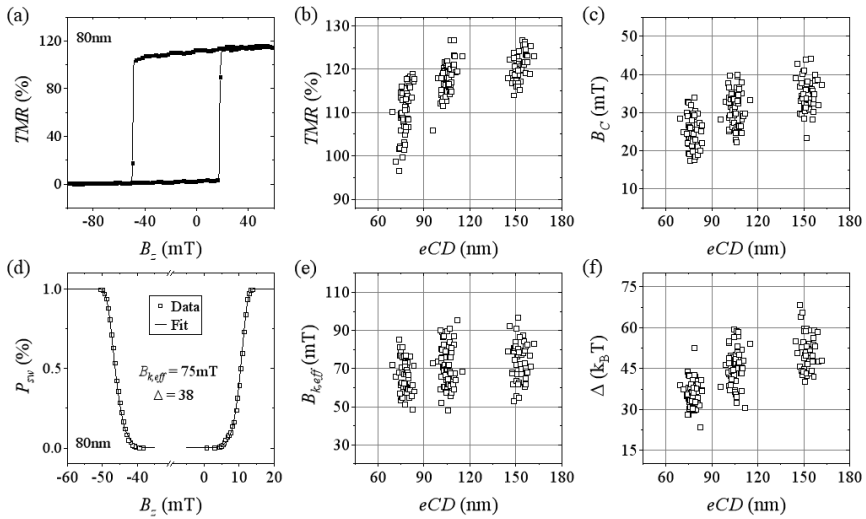 (a)
80nm
TMR (%)
120
80
40
0
-80
-40
0
40
B_z (mT)
(b)
TMR (%)
130
120
110
100
90
60
90
120
150
180
eCD (nm)
(c)
B_C (mT)
50
40
30
20
10
60
90
120
150
180
eCD (nm)
(d)
P_sw (%)
1.0
0.5
0.0
Data
Fit
B_k,eff = 75mT
Δ = 38
80nm
-60
-50
-40
0
10
20
B_z (mT)
(e)
B_k,eff (mT)
110
90
70
50
30
60
90
120
150
180
eCD (nm)
(f)
Δ (k_BT)
75
60
45
30
15
60
90
120
150
180
eCD (nm)